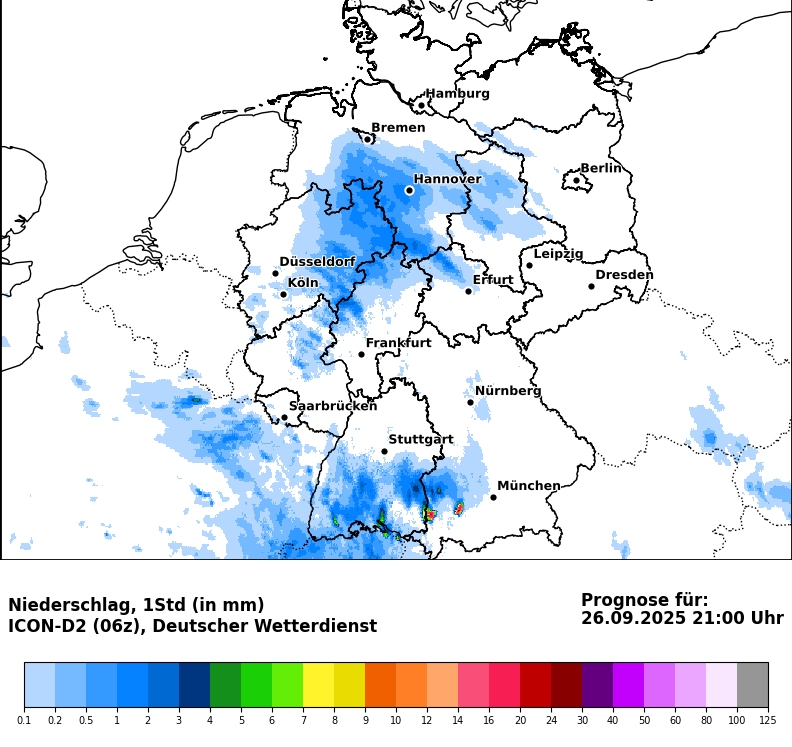 Hamburg
Bremen
Berlin
Hannover
Leipzig
Düsseldorf
Dresden
Köln
Erfurt
Frankfurt
Nürnberg
Saarbrücken
Stuttgart
München
Niederschlag, 1Std (in mm)
ICON-D2 (06z), Deutscher Wetterdienst
Prognose für:
26.09.2025 21:00 Uhr
0.1 0.2 0.5 1 2 3 4 5 6 7 8 9 10 12 14 16 20 24 30 40 50 60 80 100 125